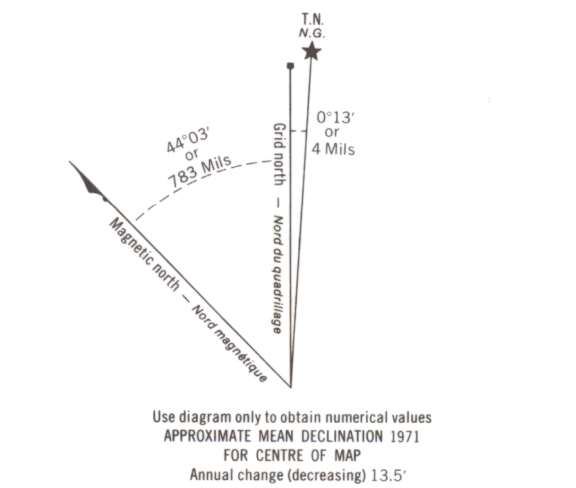 T.N.
N.G.
0°13'
or
4 Mils
44°03'
or
783 Mils
Grid north – Nord du quadrillage
Magnetic north – Nord magnétique
Use diagram only to obtain numerical values
APPROXIMATE MEAN DECLINATION 1971
FOR CENTRE OF MAP
Annual change (decreasing) 13.5'